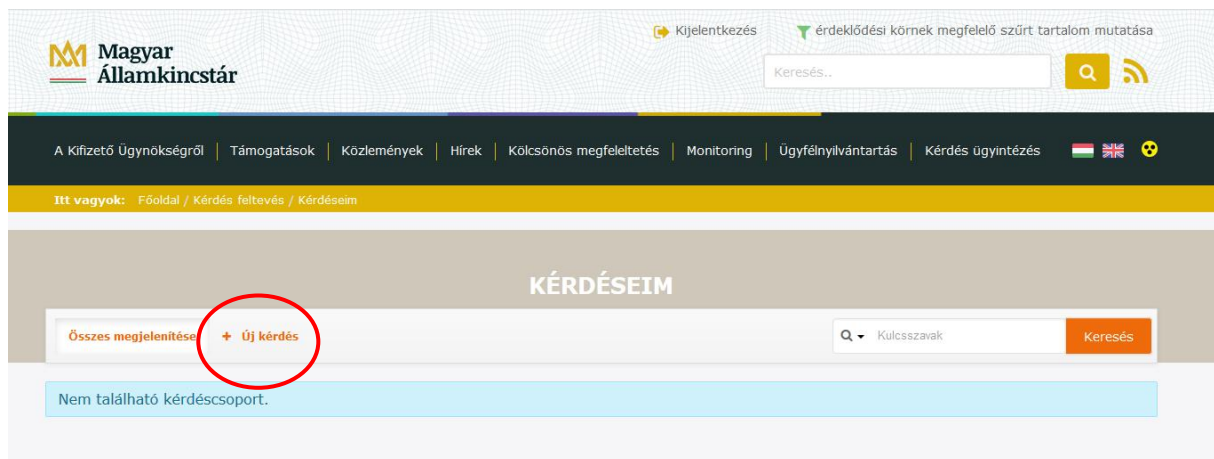 Kijelentkezés érdeklődési körnek megfelelő szűrt tartalom mutatása
Magyar
Államkincstár
Keresés..
A Kifizető Ügynökségről | Támogatások | Közlemények | Hírek | Kölcsönös megfeleltetés | Monitoring | Ügyfélnyilvántartás | Kérdés ügyintézés
Itt vagyok: Főoldal / Kérdés feltevés / Kérdéseim
KÉRDÉSEIM
Összes megjelenítése + Új kérdés Kulcsszavak Keresés
Nem található kérdéscsoport.